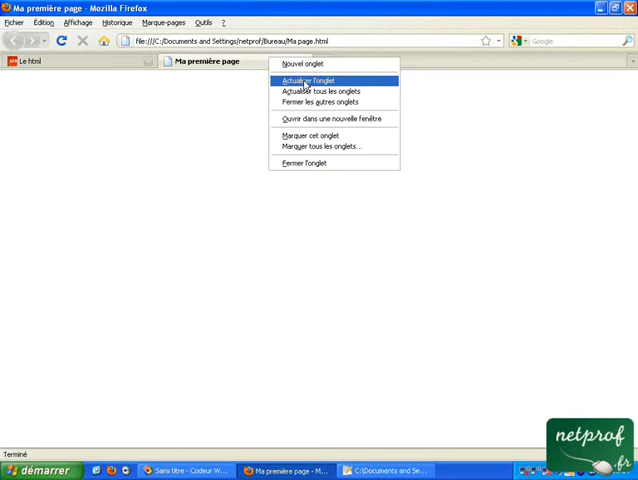 Ma première page - Mozilla Firefox
Fichier Édition Affichage Historique Marque-pages Outils ?
file:///C:/Documents and Settings/netprof/Bureau/Ma page.html
Google
Le html
Ma première page
Nouvel onglet
Actualiser l'onglet
Actualiser tous les onglets
Fermer les autres onglets
Ouvrir dans une nouvelle fenêtre
Marquer cet onglet
Marquer tous les onglets...
Fermer l'onglet
netprof
.fr
Terminé
démarrer
Sans titre - Codeur W...
Ma première page - M...
C:\Documents and Se...